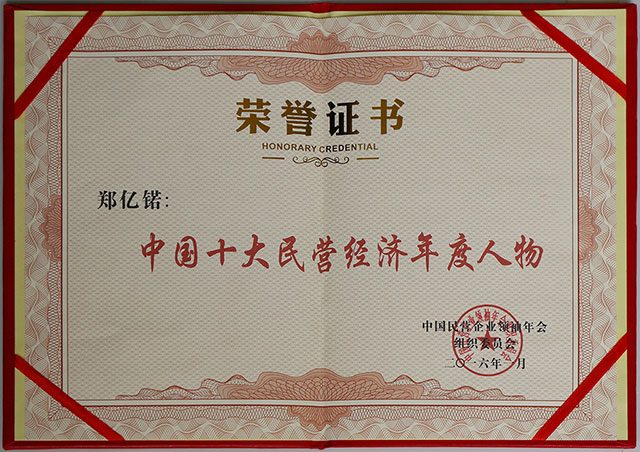 荣誉证书
HONORARY CREDENTIAL
郑亿锘：
中国十大民营经济年度人物
中国民营企业领袖年会
组织委员会
二〇一六年一月